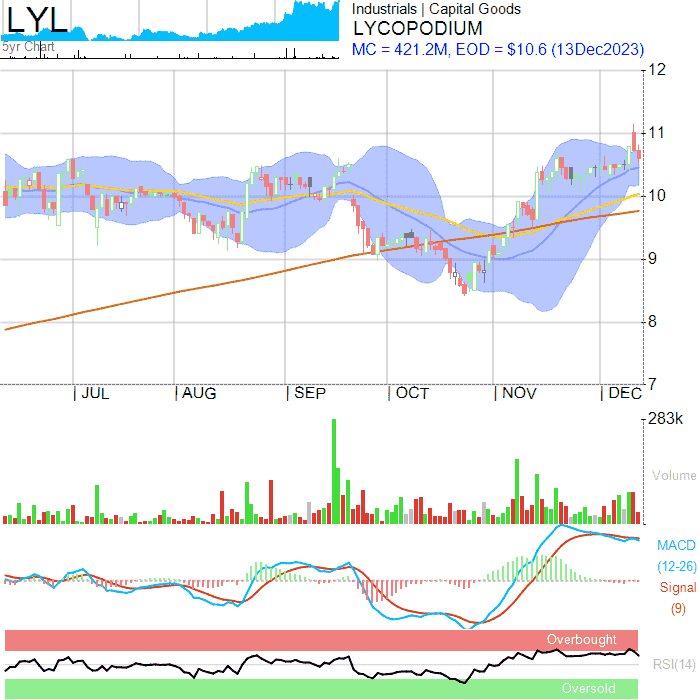 LYL
5yr Chart
Industrials | Capital Goods
LYCOPODIUM
MC = 421.2M, EOD = $10.6 (13Dec2023)
12
11
10
9
8
7
| JUL | AUG | SEP | OCT | NOV | DEC
283k
Volume
MACD
(12-26)
Signal
(9)
Overbought
RSI(14)
Oversold